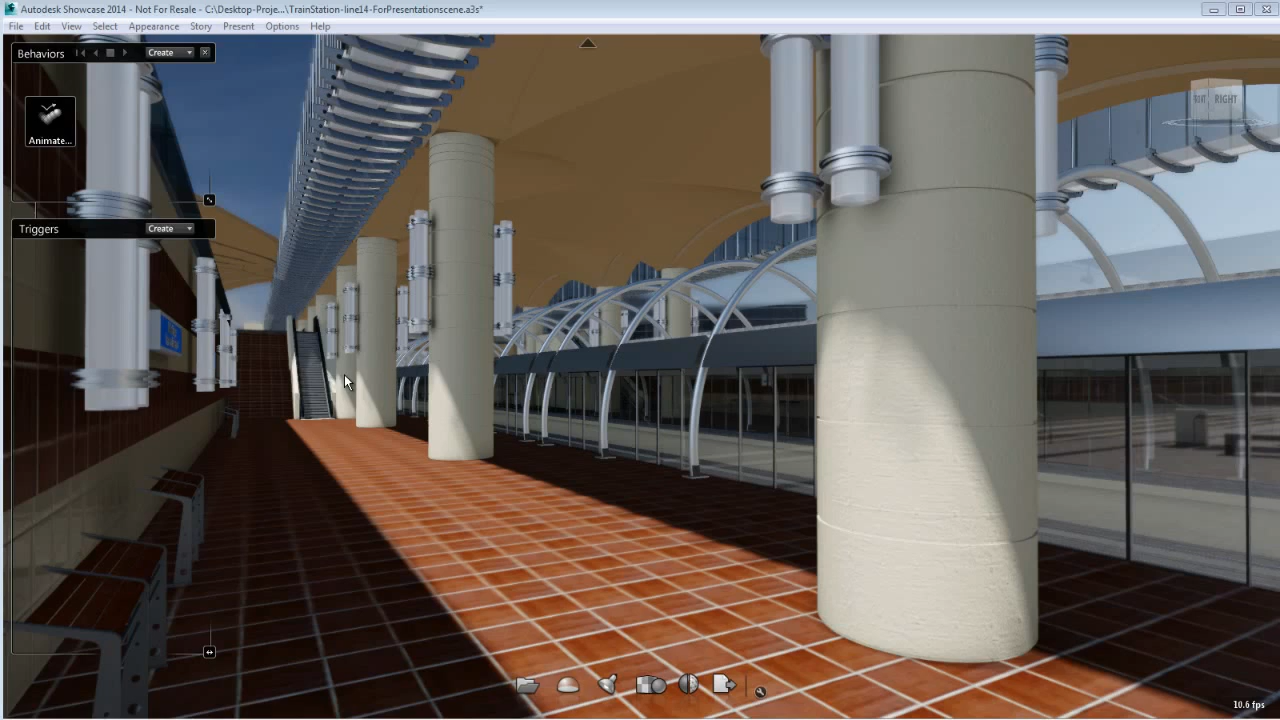 Autodesk Showcase 2014 - Not For Resale - C:\Desktop-Proje...\TrainStation-line14-ForPresentationscene.a3s*
File Edit View Select Appearance Story Present Options Help
Behaviors Create
Animate...
RIGHT
Triggers Create
10.6 fps